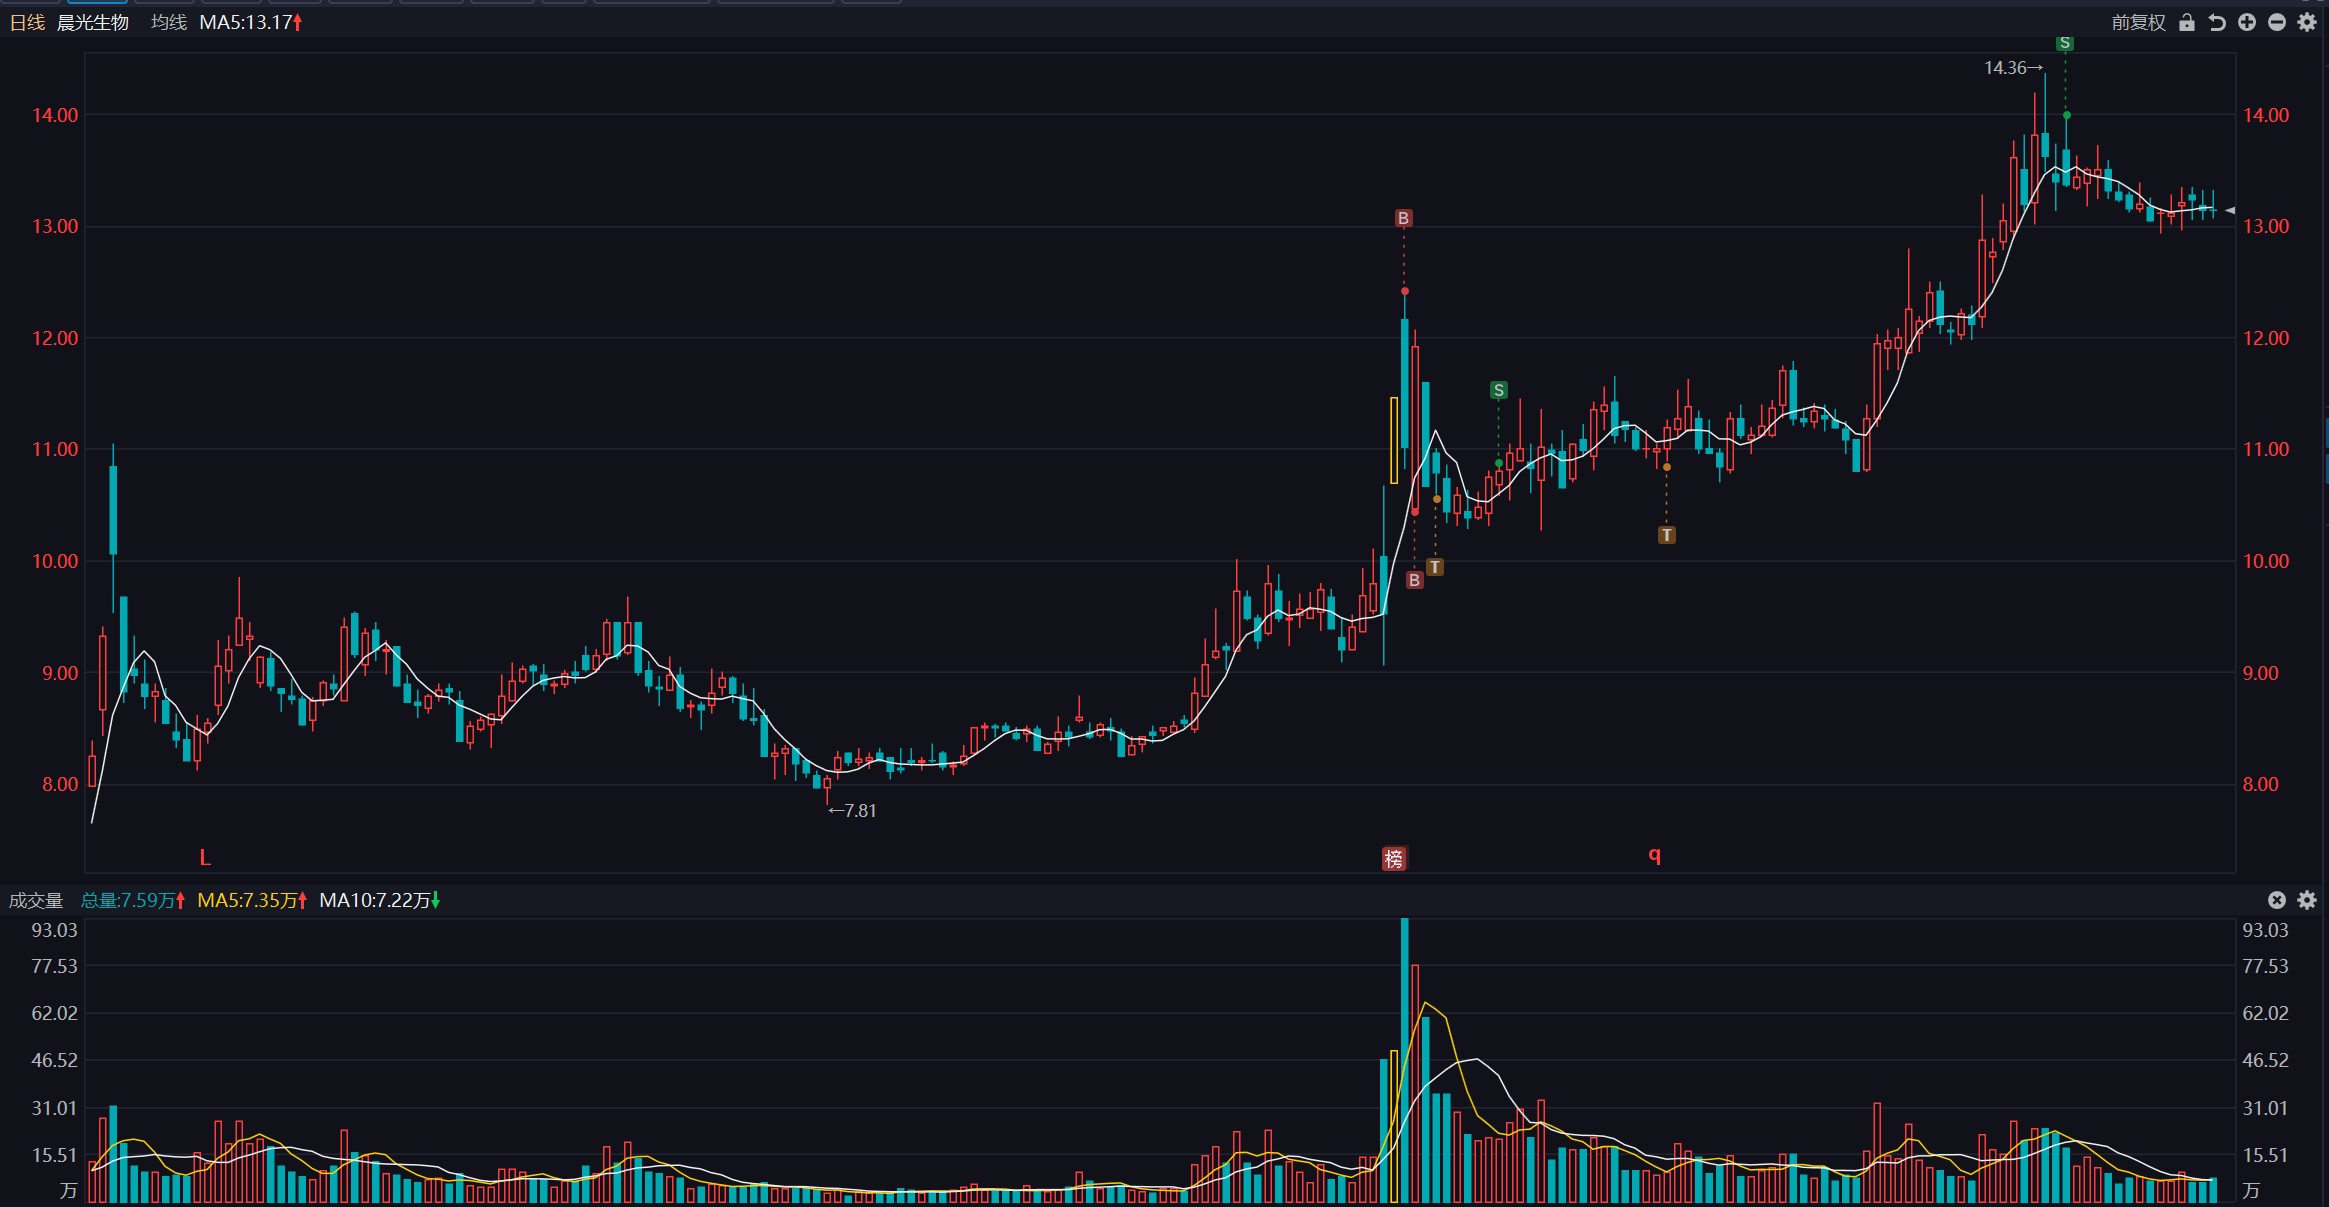 日线 晨光生物 均线 MA5:13.17↑ 前复权
S
14.36→
14.00 14.00
B
13.00 13.00
12.00 12.00
S
11.00 11.00
T
10.00 B T 10.00
9.00 9.00
8.00 8.00
←7.81
L 榜 q
成交量 总量:7.59万↑ MA5:7.35万↑ MA10:7.22万↓
93.03 93.03
77.53 77.53
62.02 62.02
46.52 46.52
31.01 31.01
15.51 15.51
万 万